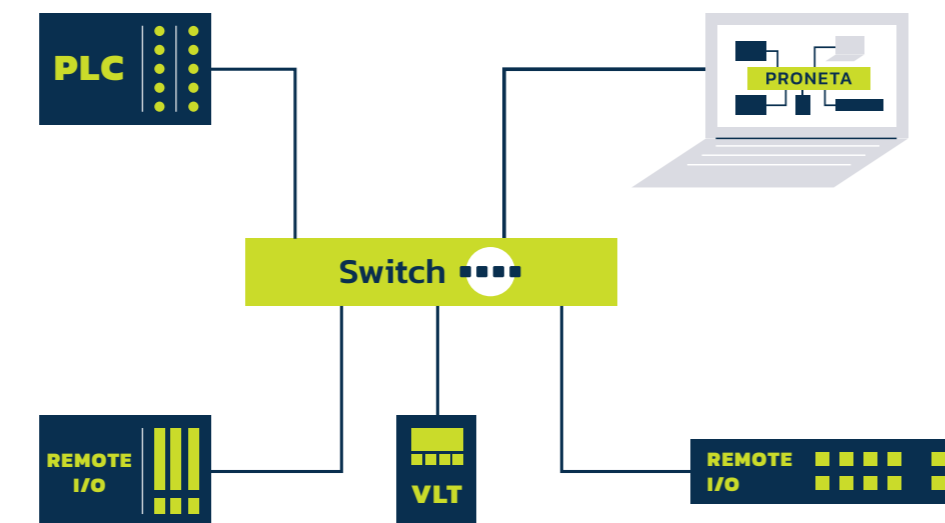 PLC
PRONETA
Switch
REMOTE
I/O
VLT
REMOTE
I/O